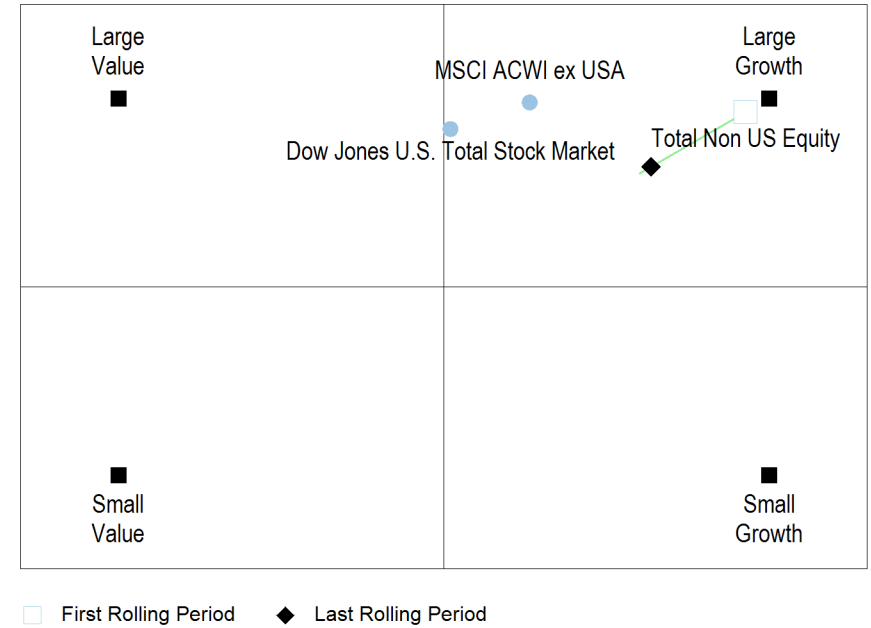 Large
Value
Large
Growth
MSCI ACWI ex USA
Total Non US Equity
Dow Jones U.S. Total Stock Market
Small
Value
Small
Growth
First Rolling Period
Last Rolling Period